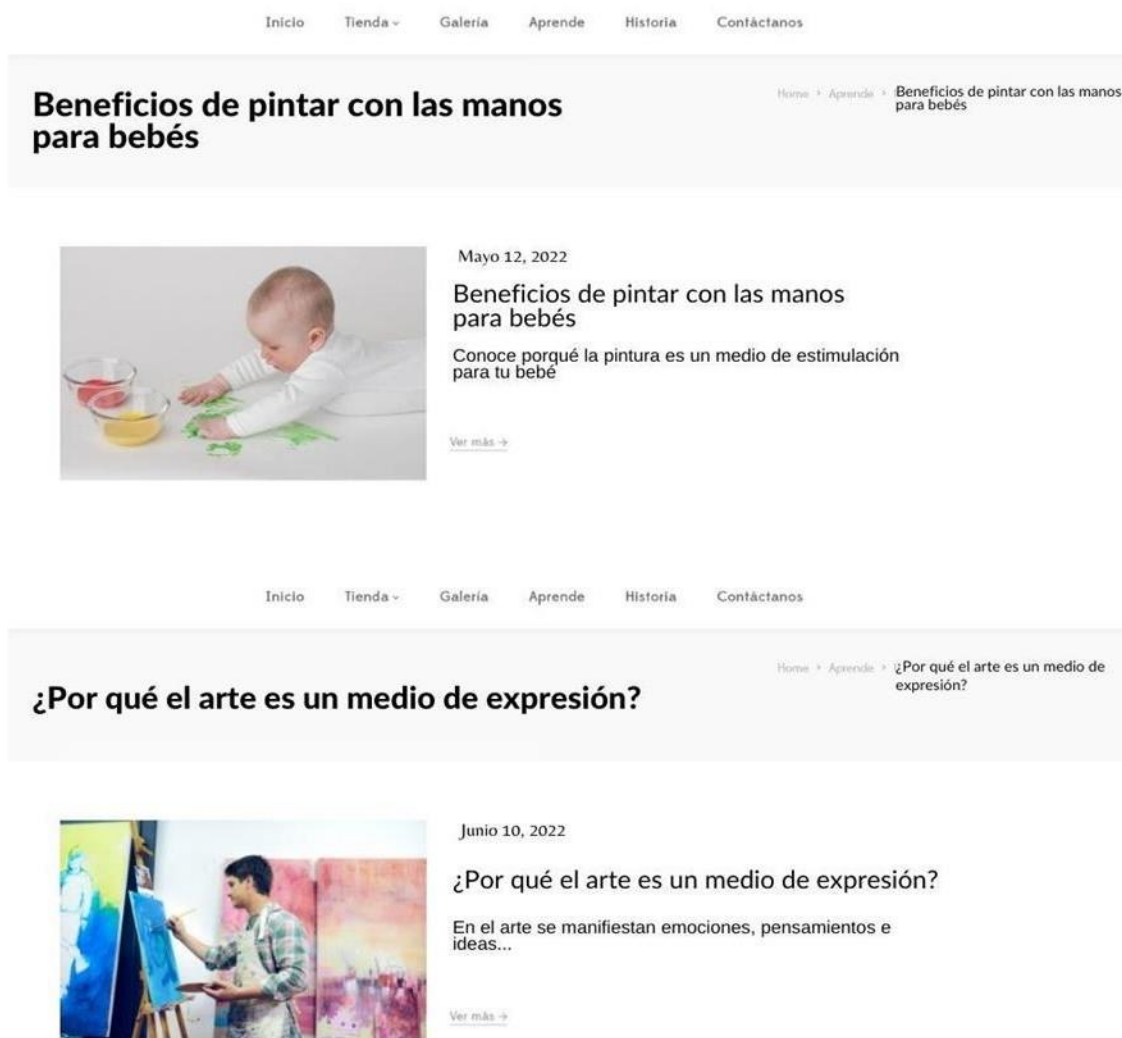 Inicio Tienda Galería Aprende Historia Contáctanos
Beneficios de pintar con las manos
para bebés
Home Aprende Beneficios de pintar con las manos
para bebés
Mayo 12, 2022
Beneficios de pintar con las manos
para bebés
Conoce porqué la pintura es un medio de estimulación
para tu bebé
Ver más →
Inicio Tienda Galería Aprende Historia Contáctanos
¿Por qué el arte es un medio de expresión?
Home Aprende ¿Por qué el arte es un medio de
expresión?
Junio 10, 2022
¿Por qué el arte es un medio de expresión?
En el arte se manifiestan emociones, pensamientos e
ideas...
Ver más →